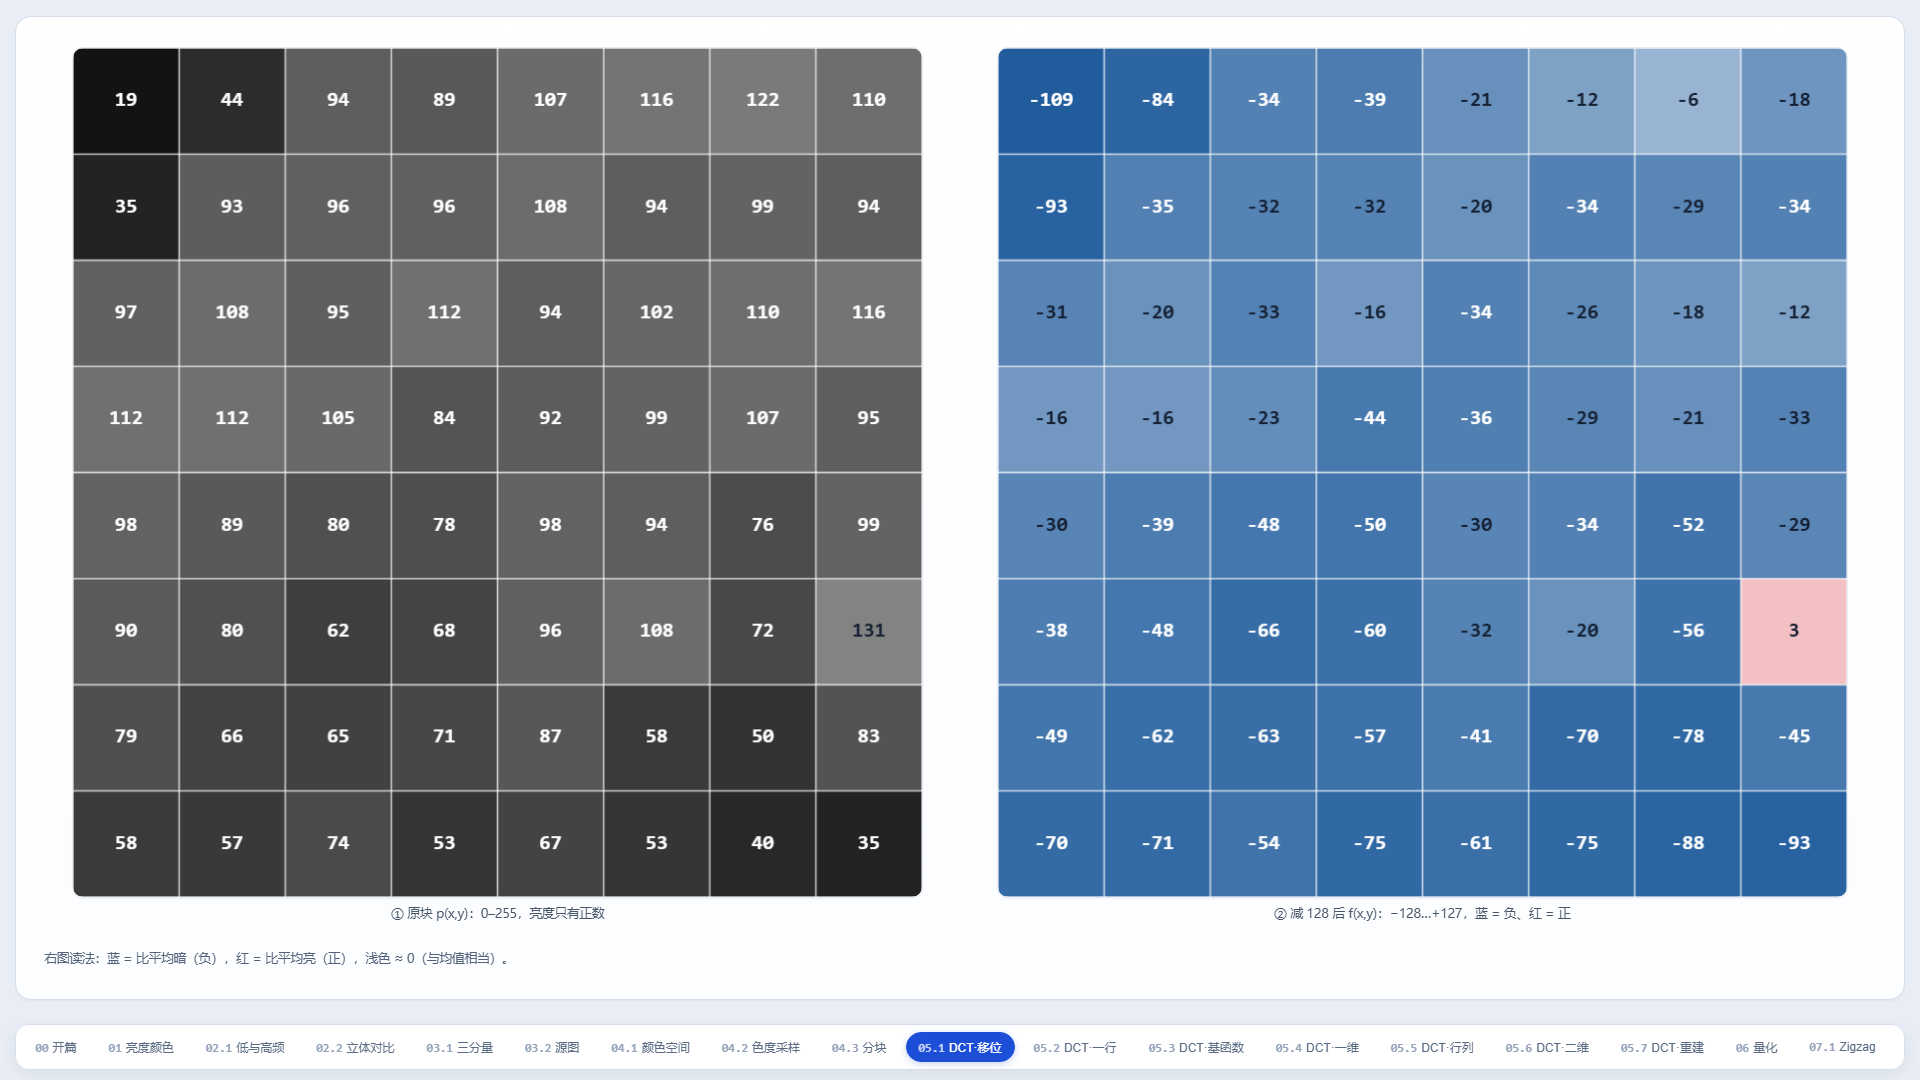 19 44 94 89 107 116 122 110
35 93 96 96 108 94 99 94
97 108 95 112 94 102 110 116
112 112 105 84 92 99 107 95
98 89 80 78 98 94 76 99
90 80 62 68 96 108 72 131
79 66 65 71 87 58 50 83
58 57 74 53 67 53 40 35
① 原块 p(x,y)：0–255，亮度只有正数
-109 -84 -34 -39 -21 -12 -6 -18
-93 -35 -32 -32 -20 -34 -29 -34
-31 -20 -33 -16 -34 -26 -18 -12
-16 -16 -23 -44 -36 -29 -21 -33
-30 -39 -48 -50 -30 -34 -52 -29
-38 -48 -66 -60 -32 -20 -56 3
-49 -62 -63 -57 -41 -70 -78 -45
-70 -71 -54 -75 -61 -75 -88 -93
② 减 128 后 f(x,y)：−128…+127，蓝 = 负、红 = 正
右图读法：蓝 = 比平均暗（负），红 = 比平均亮（正），浅色 ≈ 0（与均值相当）。
00 开篇 01 亮度颜色 02.1 低与高频 02.2 立体对比 03.1 三分量 03.2 源图 04.1 颜色空间 04.2 色度采样 04.3 分块 05.1 DCT·移位 05.2 DCT·一行 05.3 DCT·基函数 05.4 DCT·一维 05.5 DCT·行列 05.6 DCT·二维 05.7 DCT·重建 06 量化 07.1 Zigzag